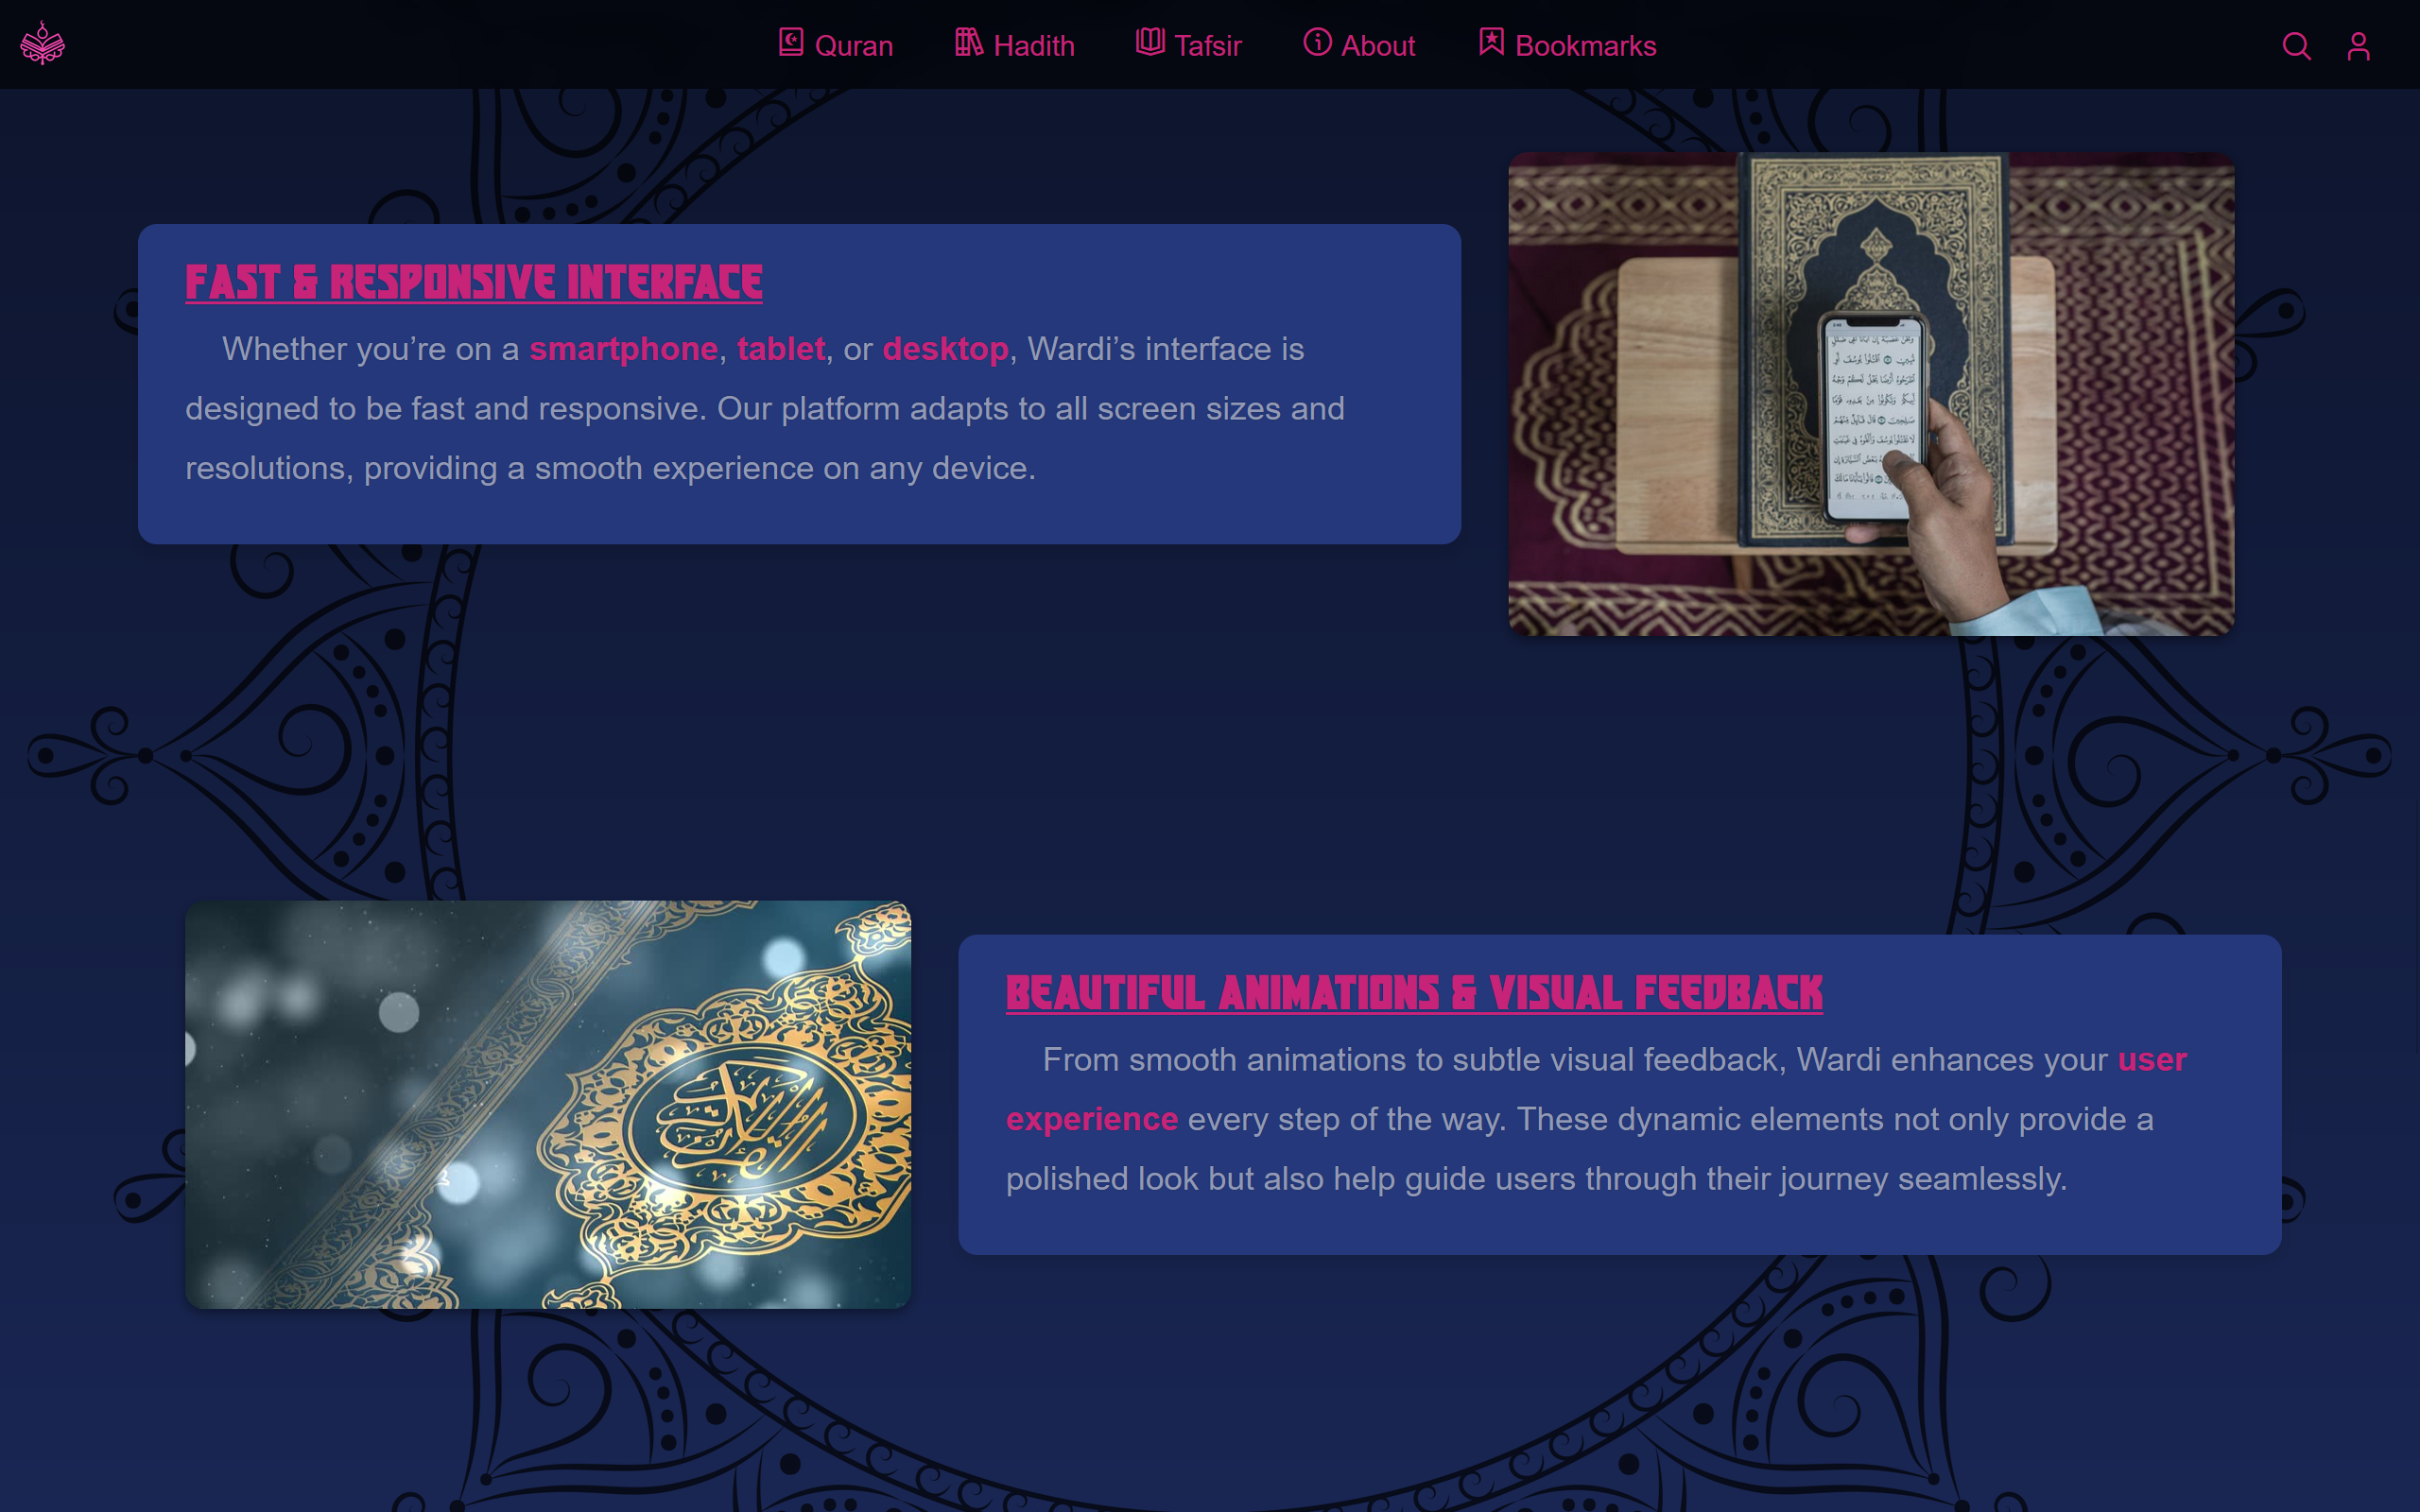 Quran Hadith Tafsir About Bookmarks
FAST & RESPONSIVE INTERFACE
Whether you’re on a smartphone, tablet, or desktop, Wardi’s interface is
designed to be fast and responsive. Our platform adapts to all screen sizes and
resolutions, providing a smooth experience on any device.
BEAUTIFUL ANIMATIONS & VISUAL FEEDBACK
From smooth animations to subtle visual feedback, Wardi enhances your user
experience every step of the way. These dynamic elements not only provide a
polished look but also help guide users through their journey seamlessly.